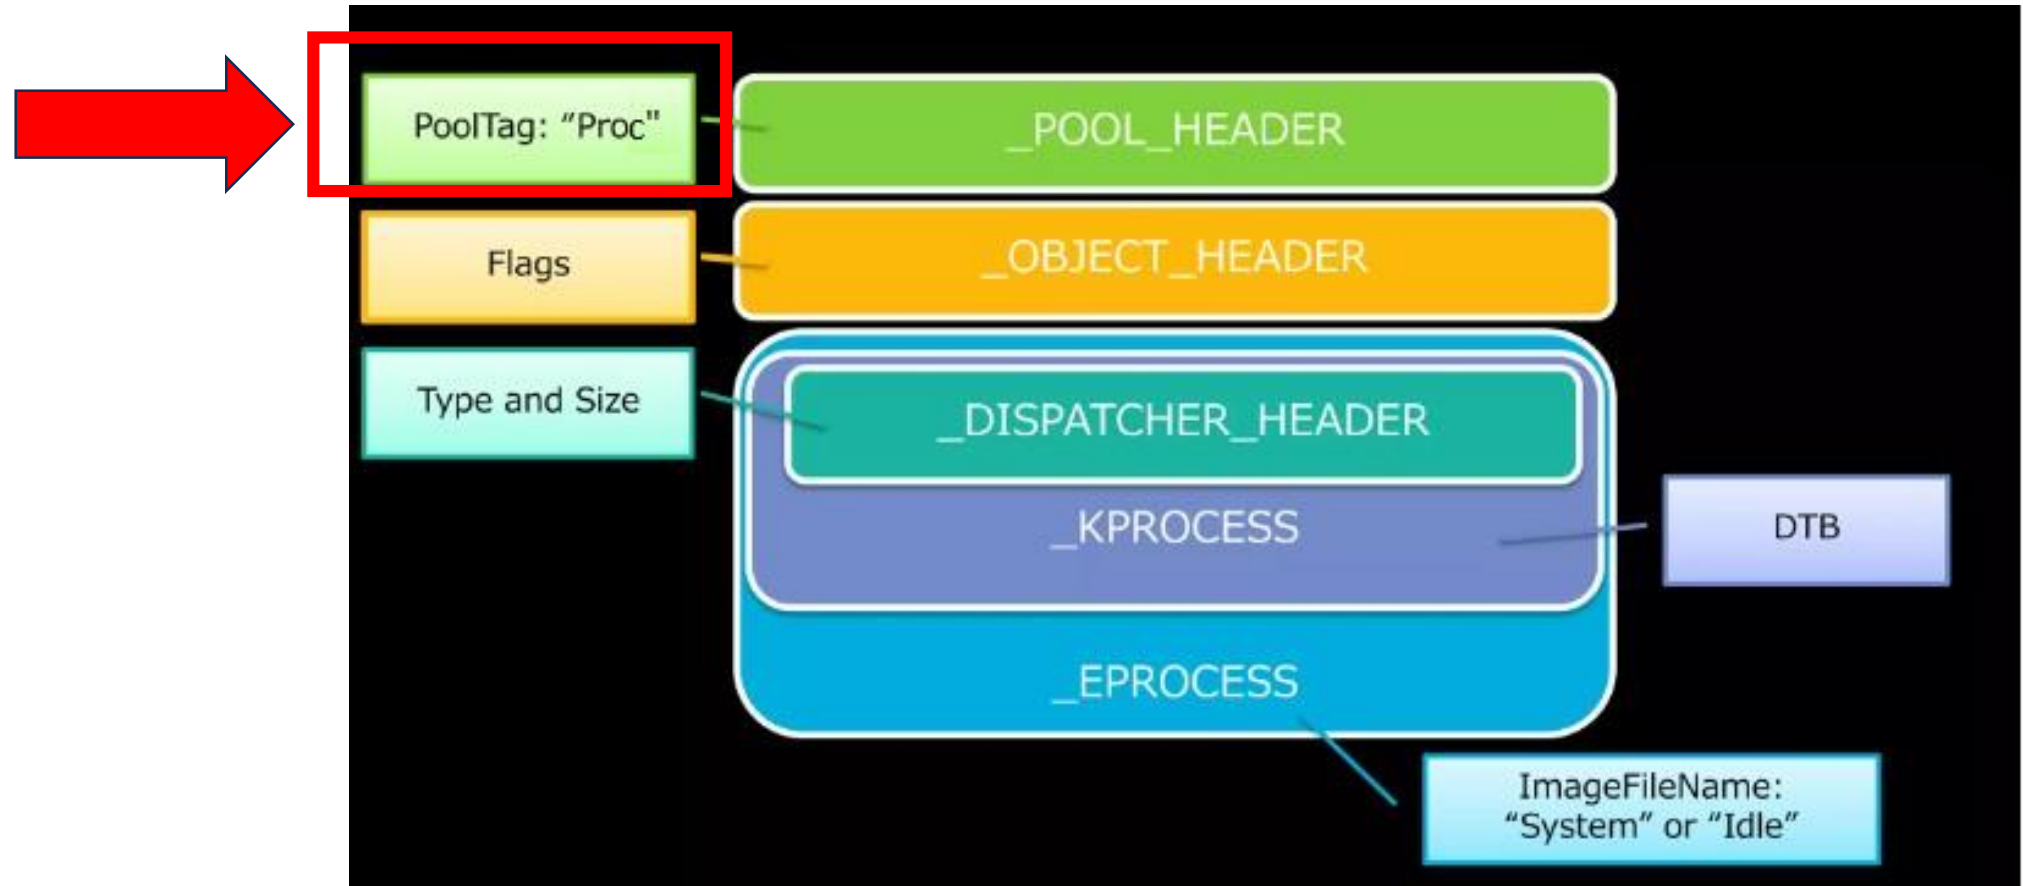 PoolTag: “Proc"
_POOL_HEADER
Flags
_OBJECT_HEADER
Type and Size
_DISPATCHER_HEADER
_KPROCESS
DTB
_EPROCESS
ImageFileName:
“System” or “Idle”